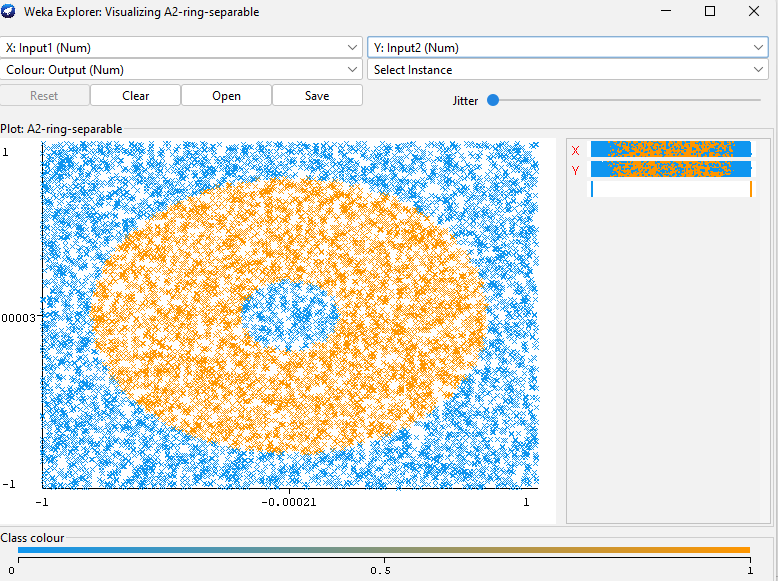 Weka Explorer: Visualizing A2-ring-separable
X: Input1 (Num) Y: Input2 (Num)
Colour: Output (Num) Select Instance
Reset Clear Open Save Jitter
Plot: A2-ring-separable
1
00003
-1
-1 -0.00021 1
X
Y
Class colour
0 0.5 1